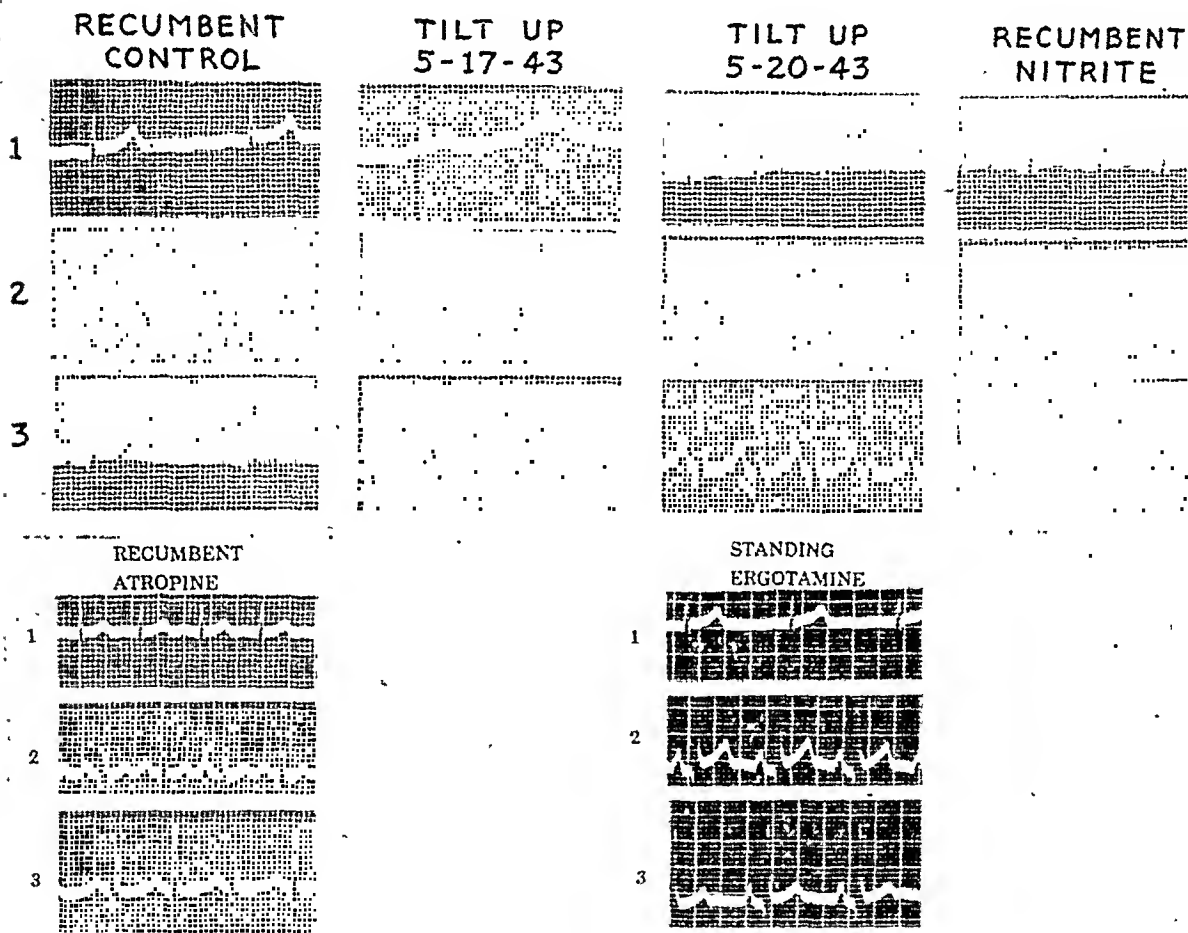 RECUMBENT
CONTROL
TILT UP
5-17-43
TILT UP
5-20-43
RECUMBENT
NITRITE
1
2
3
RECUMBENT
ATROPINE
1
2
3
STANDING
ERGOTAMINE
1
2
3